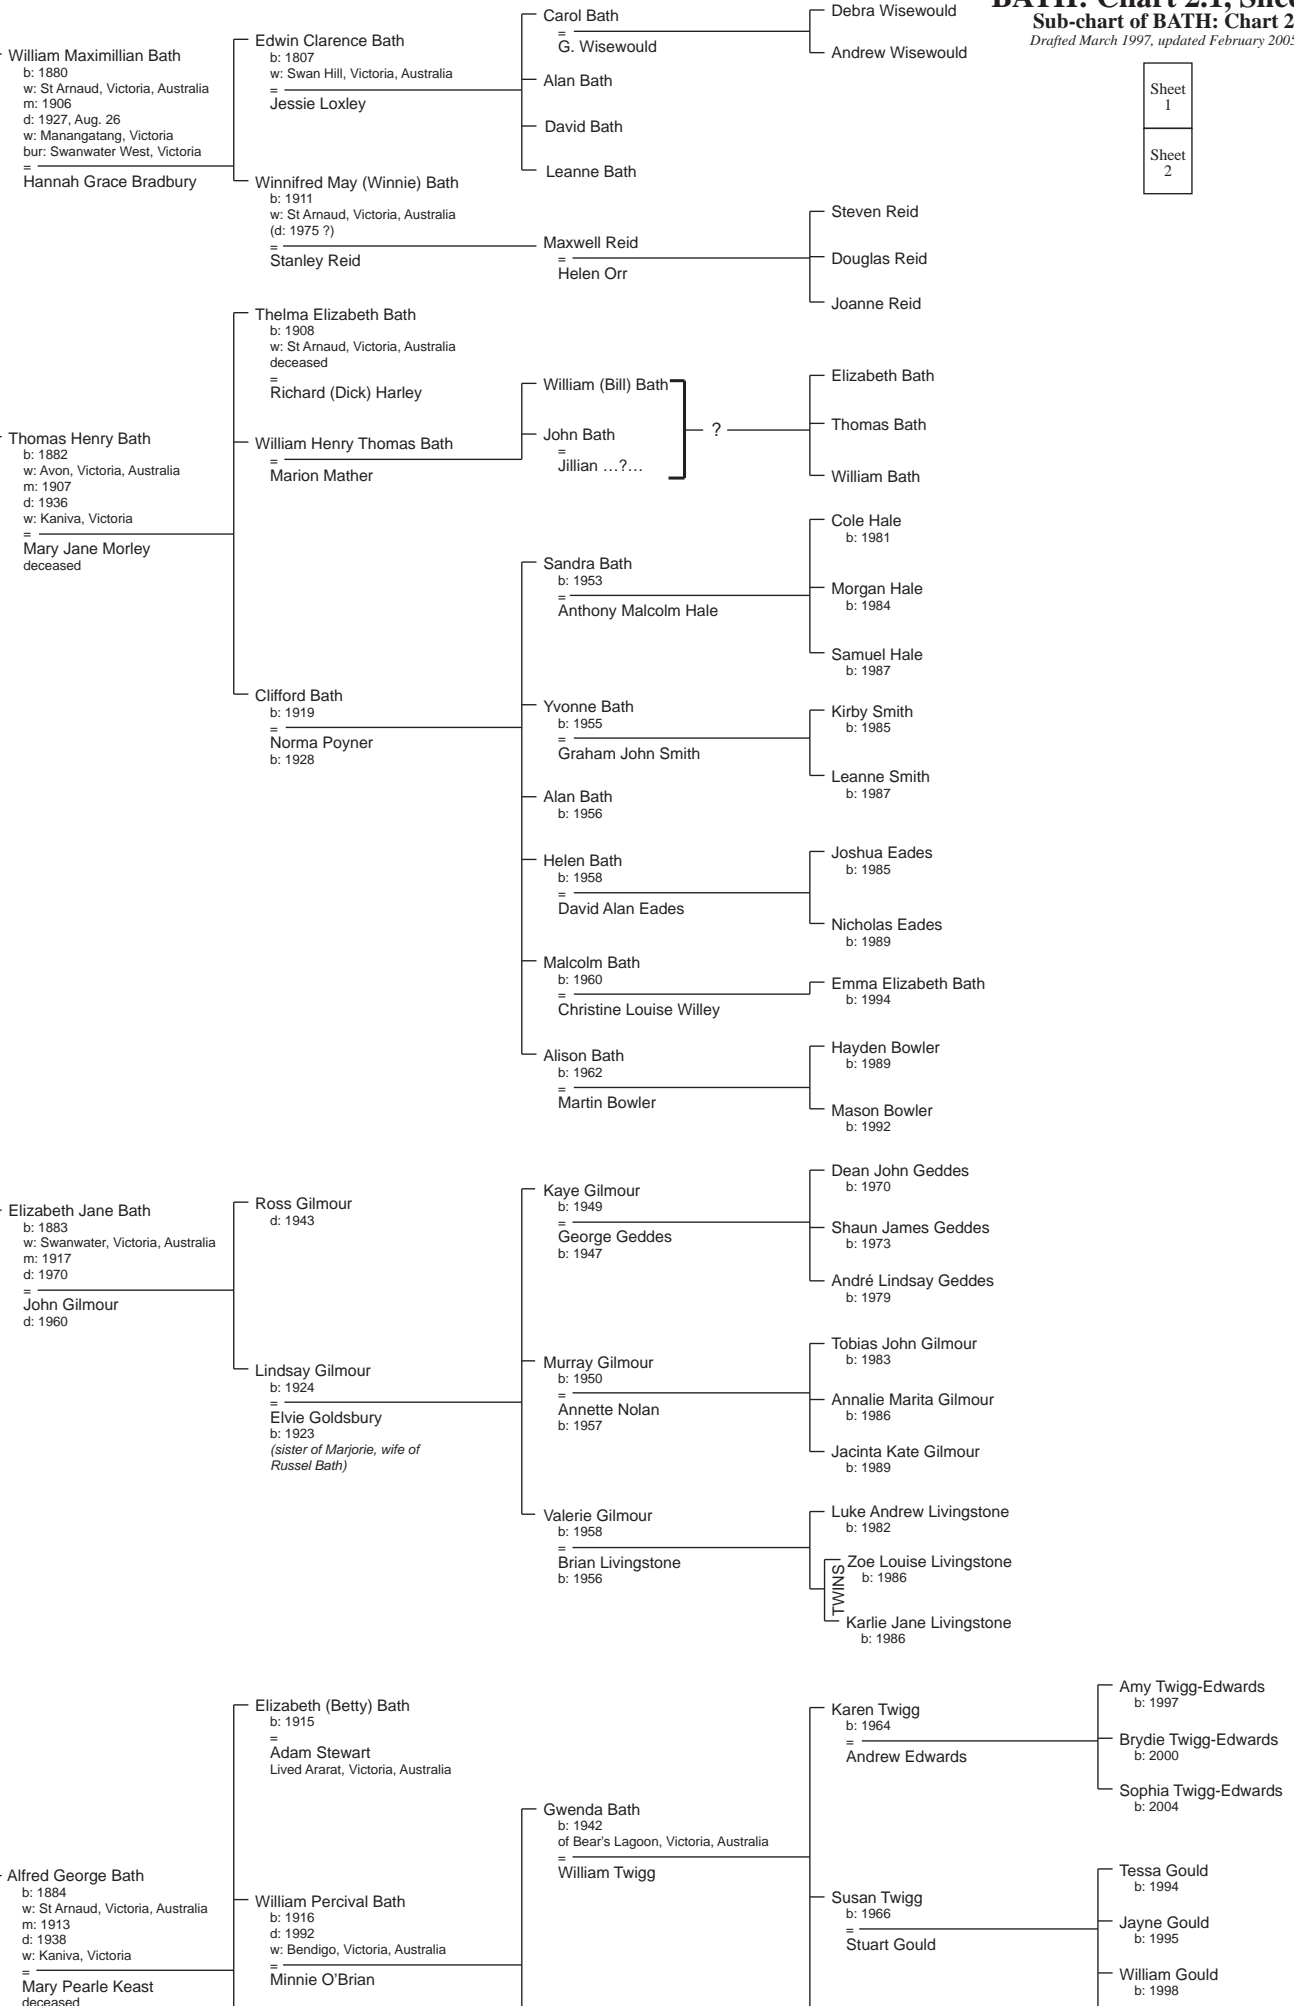 BATH: Chart 2.1, Shee
Sub-chart of BATH: Chart 2
Drafted March 1997, updated February 2005
Sheet
1
Sheet
2
William Maximillian Bath
b: 1880
w: St Arnaud, Victoria, Australia
m: 1906
d: 1927, Aug. 26
w: Manangatang, Victoria
bur: Swanwater West, Victoria
=
Hannah Grace Bradbury
Edwin Clarence Bath
b: 1807
w: Swan Hill, Victoria, Australia
=
Jessie Loxley
Carol Bath
=
G. Wisewould
Debra Wisewould
Andrew Wisewould
Alan Bath
David Bath
Leanne Bath
Winnifred May (Winnie) Bath
b: 1911
w: St Arnaud, Victoria, Australia
(d: 1975 ?)
=
Stanley Reid
Maxwell Reid
=
Helen Orr
Steven Reid
Douglas Reid
Joanne Reid
Thomas Henry Bath
b: 1882
w: Avon, Victoria, Australia
m: 1907
d: 1936
w: Kaniva, Victoria
=
Mary Jane Morley
deceased
Thelma Elizabeth Bath
b: 1908
w: St Arnaud, Victoria, Australia
deceased
=
Richard (Dick) Harley
William Henry Thomas Bath
=
Marion Mather
William (Bill) Bath
John Bath
=
Jillian …?…
?
Elizabeth Bath
Thomas Bath
William Bath
Clifford Bath
b: 1919
=
Norma Poyner
b: 1928
Sandra Bath
b: 1953
=
Anthony Malcolm Hale
Cole Hale
b: 1981
Morgan Hale
b: 1984
Samuel Hale
b: 1987
Yvonne Bath
b: 1955
=
Graham John Smith
Kirby Smith
b: 1985
Leanne Smith
b: 1987
Alan Bath
b: 1956
Helen Bath
b: 1958
=
David Alan Eades
Joshua Eades
b: 1985
Nicholas Eades
b: 1989
Malcolm Bath
b: 1960
=
Christine Louise Willey
Emma Elizabeth Bath
b: 1994
Alison Bath
b: 1962
=
Martin Bowler
Hayden Bowler
b: 1989
Mason Bowler
b: 1992
Elizabeth Jane Bath
b: 1883
w: Swanwater, Victoria, Australia
m: 1917
d: 1970
=
John Gilmour
d: 1960
Ross Gilmour
d: 1943
Lindsay Gilmour
b: 1924
=
Elvie Goldsbury
b: 1923
(sister of Marjorie, wife of
Russel Bath)
Kaye Gilmour
b: 1949
=
George Geddes
b: 1947
Dean John Geddes
b: 1970
Shaun James Geddes
b: 1973
André Lindsay Geddes
b: 1979
Murray Gilmour
b: 1950
=
Annette Nolan
b: 1957
Tobias John Gilmour
b: 1983
Annalie Marita Gilmour
b: 1986
Jacinta Kate Gilmour
b: 1989
Valerie Gilmour
b: 1958
=
Brian Livingstone
b: 1956
Luke Andrew Livingstone
b: 1982
TWINS
Zoe Louise Livingstone
b: 1986
Karlie Jane Livingstone
b: 1986
Alfred George Bath
b: 1884
w: St Arnaud, Victoria, Australia
m: 1913
d: 1938
w: Kaniva, Victoria
=
Mary Pearle Keast
deceased
Elizabeth (Betty) Bath
b: 1915
=
Adam Stewart
Lived Ararat, Victoria, Australia
William Percival Bath
b: 1916
d: 1992
w: Bendigo, Victoria, Australia
=
Minnie O'Brian
Gwenda Bath
b: 1942
of Bear's Lagoon, Victoria, Australia
=
William Twigg
Karen Twigg
b: 1964
=
Andrew Edwards
Amy Twigg-Edwards
b: 1997
Brydie Twigg-Edwards
b: 2000
Sophia Twigg-Edwards
b: 2004
Susan Twigg
b: 1966
=
Stuart Gould
Tessa Gould
b: 1994
Jayne Gould
b: 1995
William Gould
b: 1998